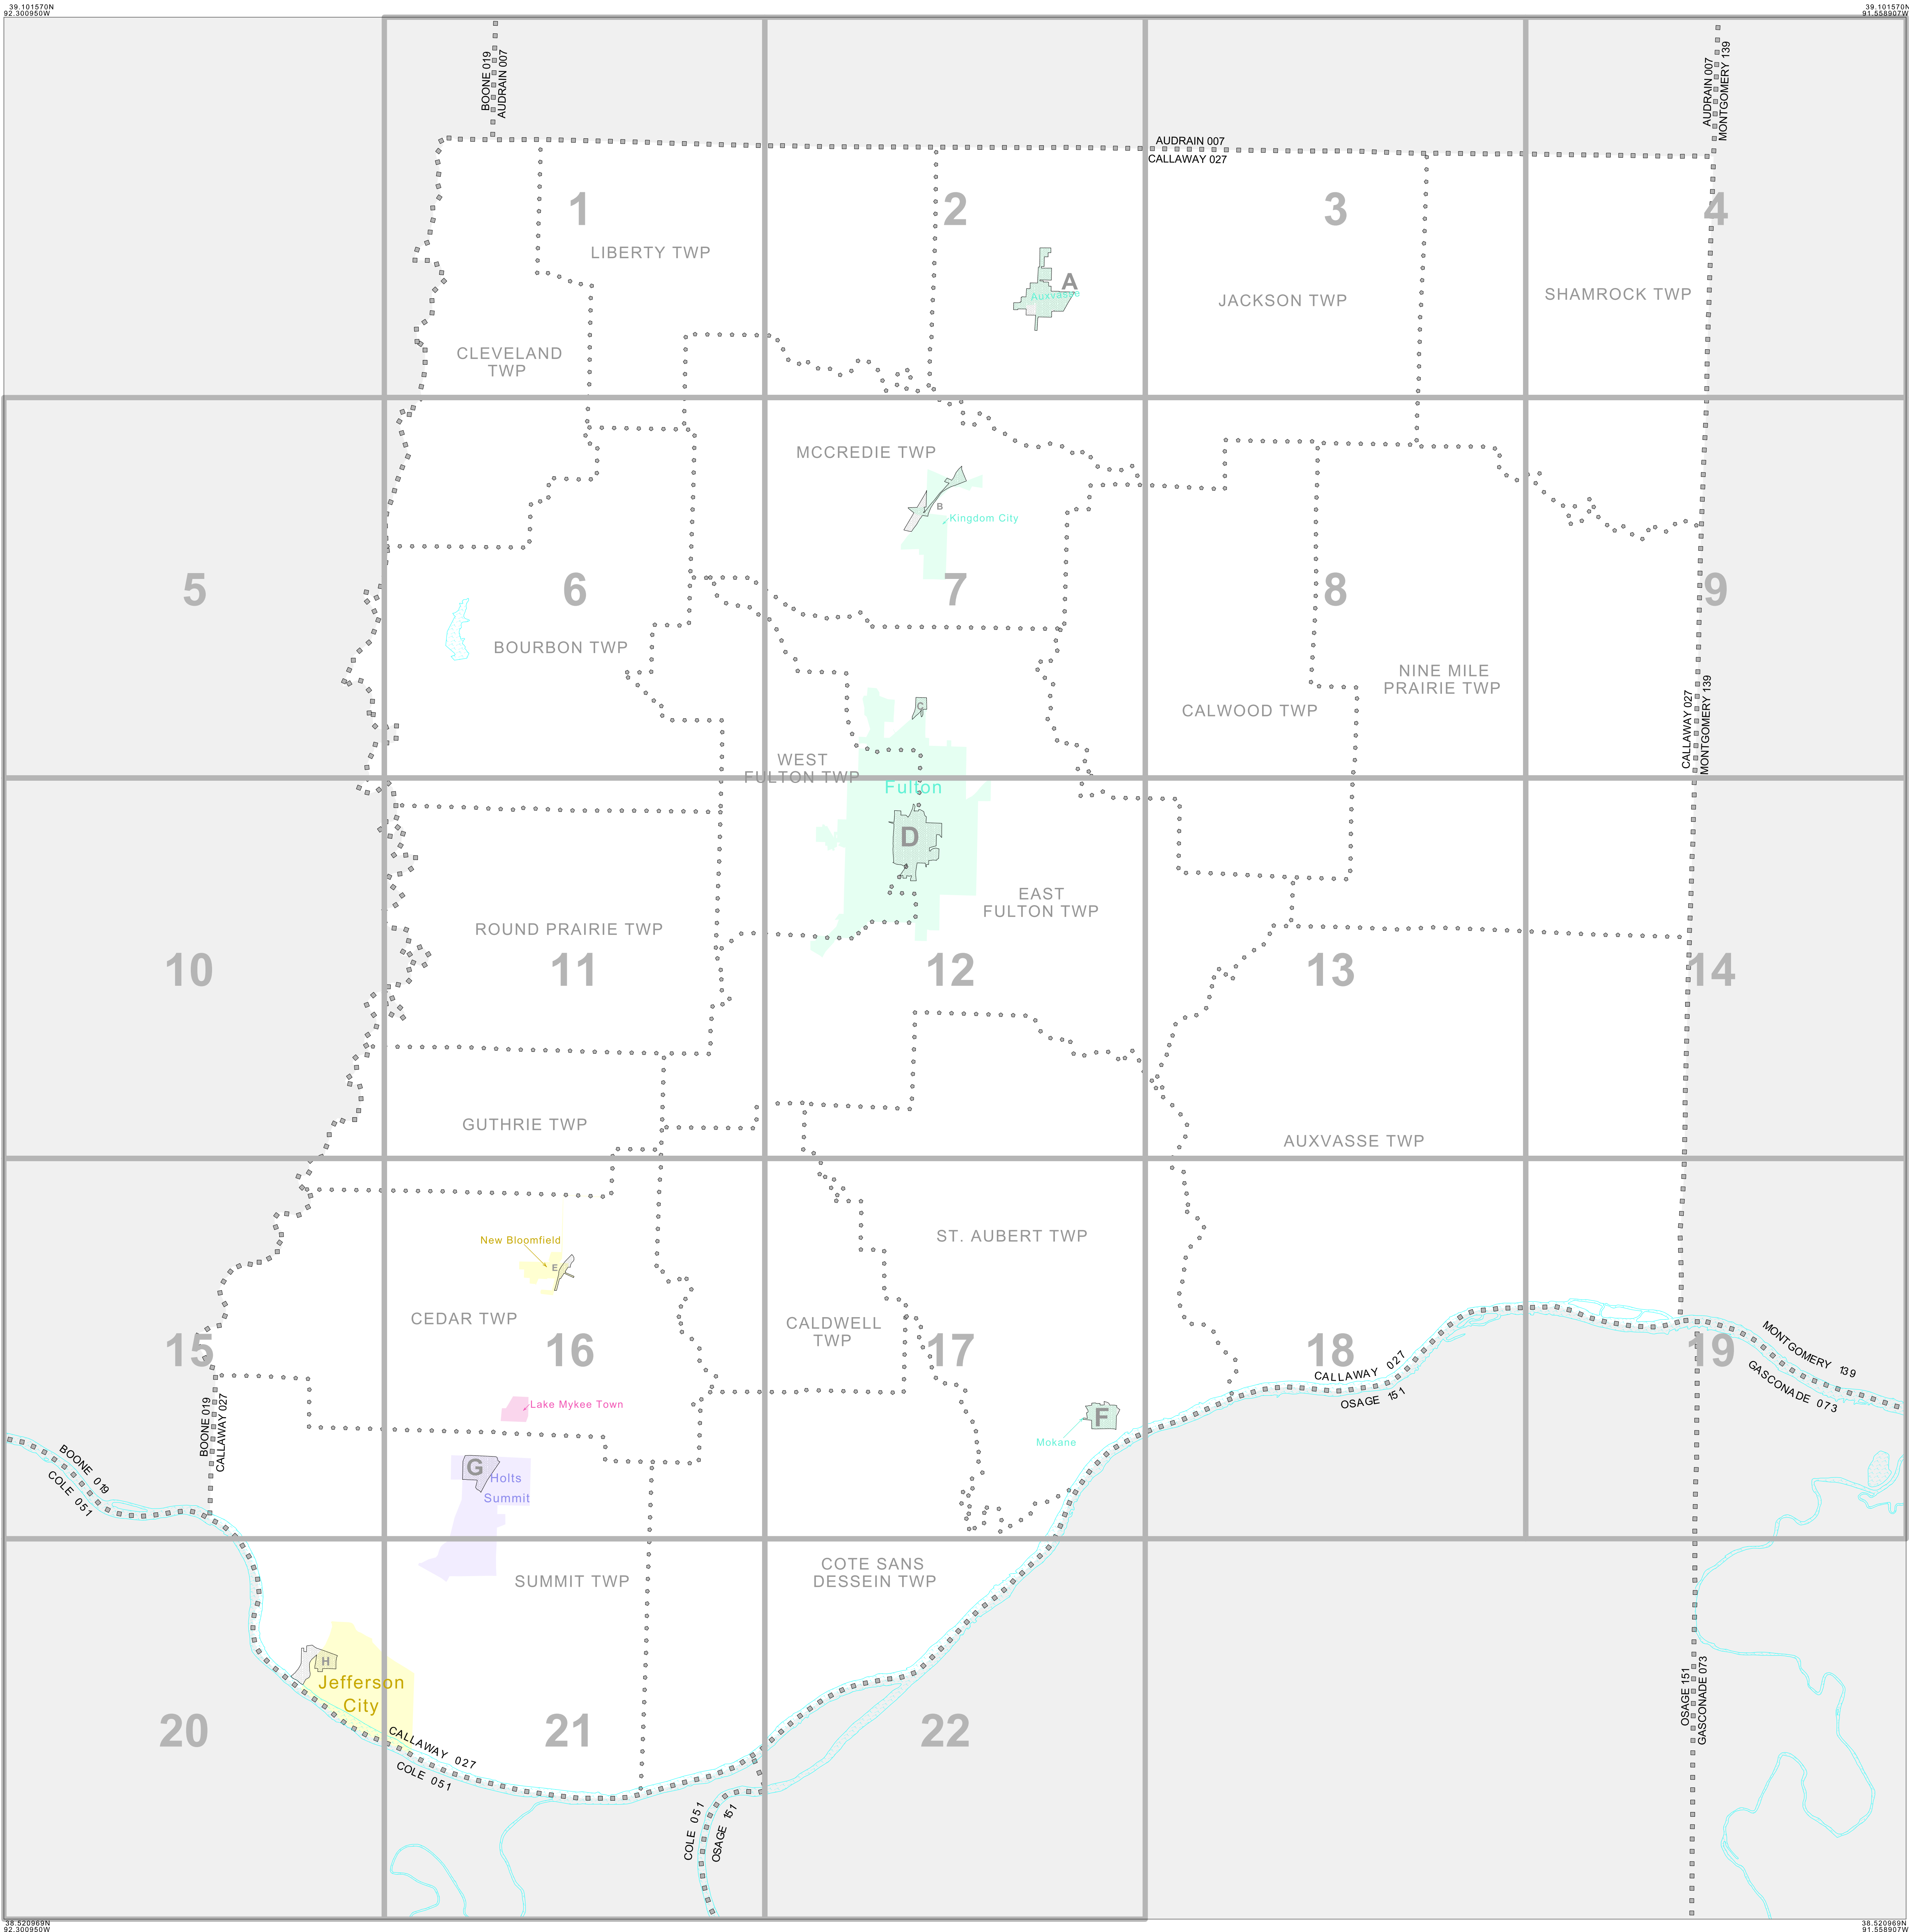 39.101570N
92.300950W
39.101570N
91.558907W
BOONE 019
AUDRAIN 007
AUDRAIN 007
MONTGOMERY 139
AUDRAIN 007
CALLAWAY 027
1
2
3
4
LIBERTY TWP
A
Auxvasse
JACKSON TWP
SHAMROCK TWP
CLEVELAND
TWP
MCCREDIE TWP
B
Kingdom City
5
6
7
8
9
BOURBON TWP
NINE MILE
PRAIRIE TWP
C
CALWOOD TWP
CALLAWAY 027
MONTGOMERY 139
WEST
FULTON TWP
Fulton
D
EAST
FULTON TWP
ROUND PRAIRIE TWP
10
11
12
13
14
GUTHRIE TWP
AUXVASSE TWP
ST. AUBERT TWP
New Bloomfield
E
CEDAR TWP
CALDWELL
TWP
15
16
17
18
19
MONTGOMERY 139
GASCONADE 073
CALLAWAY 027
OSAGE 151
BOONE 019
CALLAWAY 027
Lake Mykee Town
F
Mokane
BOONE 019
COLE 051
G
Holts
Summit
COTE SANS
DESSEIN TWP
SUMMIT TWP
H
Jefferson
City
OSAGE 151
GASCONADE 073
20
21
22
CALLAWAY 027
COLE 051
COLE 051
OSAGE 151
38.520969N
92.300950W
38.520969N
91.558907W